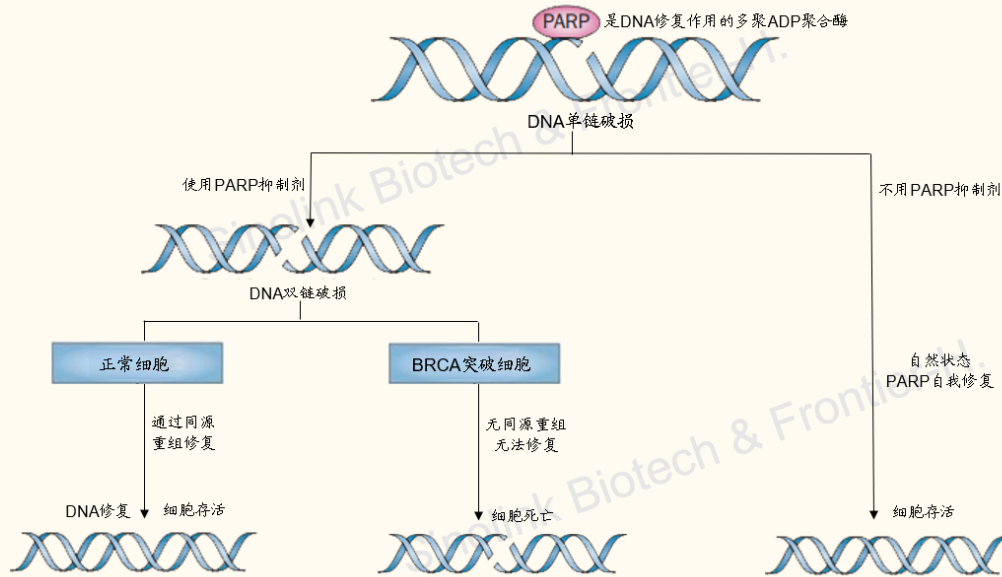 PARP 是DNA修复作用的多聚ADP聚合酶
DNA单链破损
使用PARP抑制剂
不用PARP抑制剂
DNA双链破损
正常细胞
BRCA突破细胞
自然状态
PARP自我修复
通过同源
重组修复
无同源重组
无法修复
DNA修复
细胞存活
细胞死亡
细胞存活
Sinolink Biotech & Frontier-H.
Sinolink Biotech & Frontier-H.